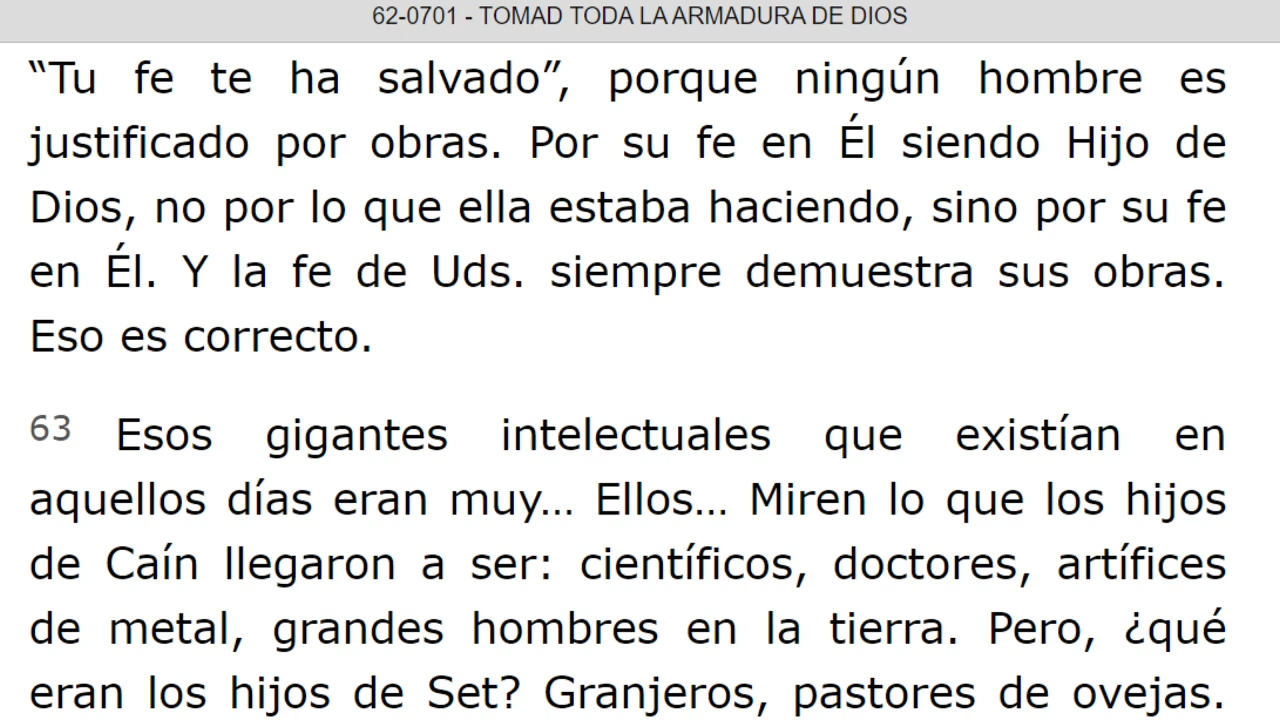 62-0701 - TOMAD TODA LA ARMADURA DE DIOS
“Tu fe te ha salvado”, porque ningún hombre es
justificado por obras. Por su fe en Él siendo Hijo de
Dios, no por lo que ella estaba haciendo, sino por su fe
en Él. Y la fe de Uds. siempre demuestra sus obras.
Eso es correcto.
63 Esos gigantes intelectuales que existían en
aquellos días eran muy… Ellos… Miren lo que los hijos
de Caín llegaron a ser: científicos, doctores, artífices
de metal, grandes hombres en la tierra. Pero, ¿qué
eran los hijos de Set? Granjeros, pastores de ovejas.